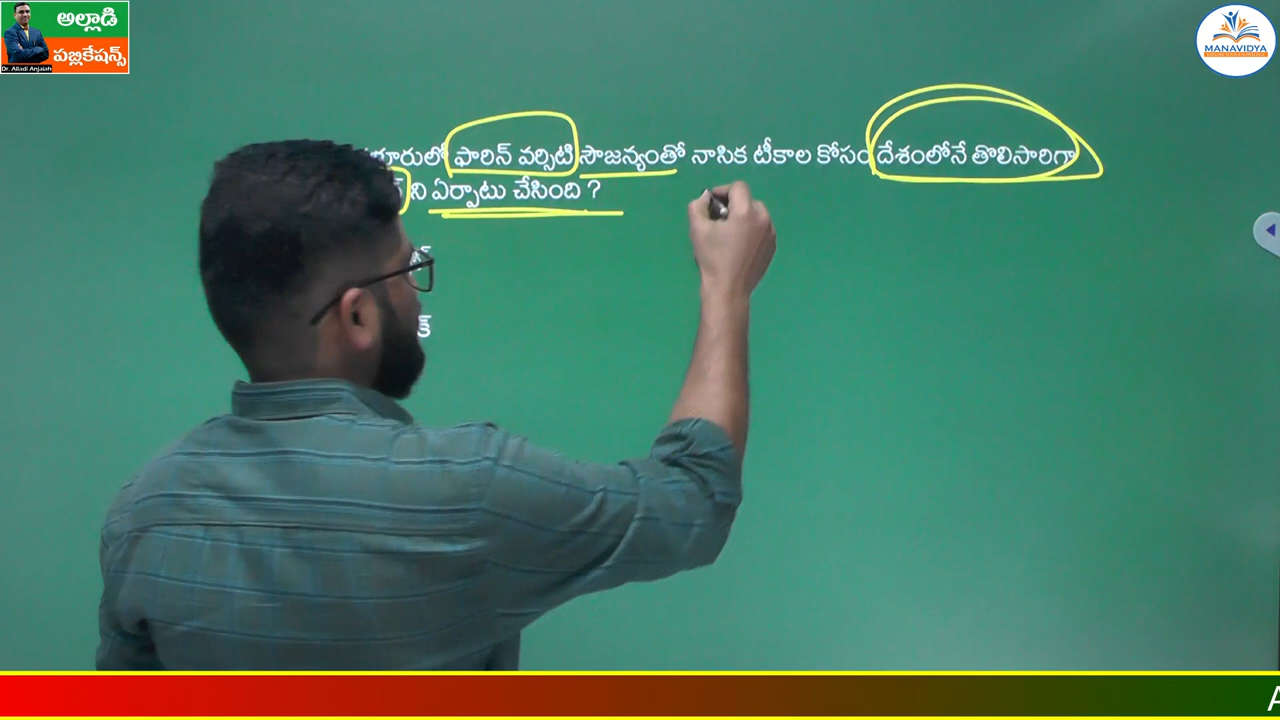 అల్లాడి
పబ్లికేషన్స్
Dr. Alladi Anjaiah
MANAVIDYA
ఫారిన్ వర్సిటి సౌజన్యంతో నాసిక టీకాల కోసం దేశంలోనే తొలిసారిగా
ని ఏర్పాటు చేసింది ?